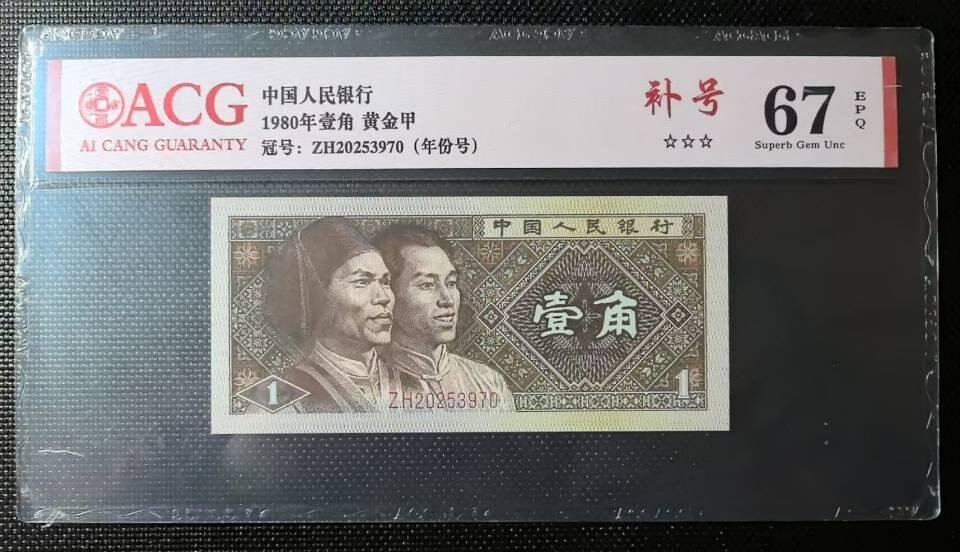 ACG
AI CANG GUARANTY
中国人民银行
1980年壹角 黄金甲
冠号：ZH20253970（年份号）
补号
☆☆☆
67
EPQ
Superb Gem Unc
中国人民银行
壹角
1
ZH20253970
1